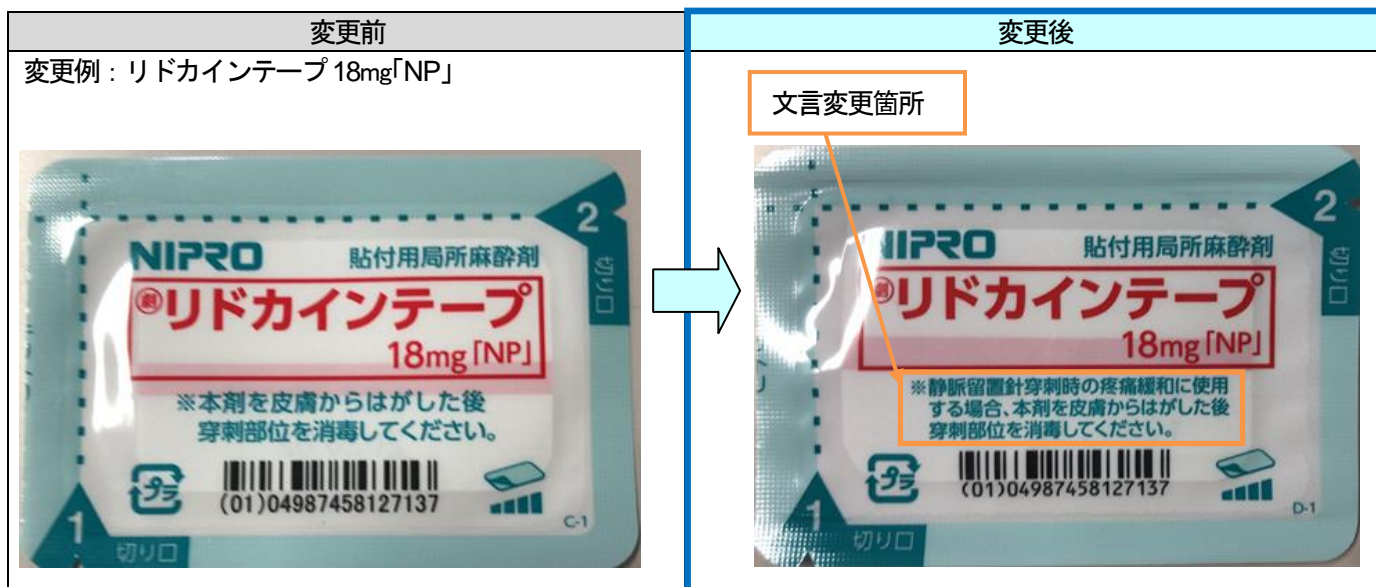 変更前
変更後
変更例：リドカインテープ 18mg「NP」
文言変更箇所
2
切り口
NIPRO
貼付用局所麻酔剤
劇リドカインテープ
18mg「NP」
※本剤を皮膚からはがした後
穿刺部位を消毒してください。
プラ
(01)04987458127137
C-1
1
切り口
2
切り口
NIPRO
貼付用局所麻酔剤
劇リドカインテープ
18mg「NP」
※静脈留置針穿刺時の疼痛緩和に使用
する場合、本剤を皮膚からはがした後
穿刺部位を消毒してください。
プラ
(01)04987458127137
D-1
1
切り口